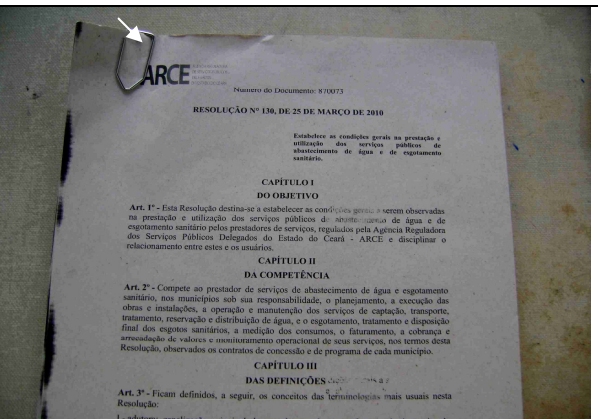 ARCE
Numero do Documento: 870073
RESOLUÇÃO Nº 130, DE 25 DE MARÇO DE 2010
Estabelece as condições gerais na prestação e
utilização dos serviços públicos de
abastecimento de água e de esgotamento
sanitário.
CAPÍTULO I
DO OBJETIVO
Art. 1º - Esta Resolução destina-se a estabelecer as condições gerais a serem observadas
na prestação e utilização dos serviços públicos de abastecimento de água e de
esgotamento sanitário pelos prestadores de serviços, regulados pela Agência Reguladora
dos Serviços Públicos Delegados do Estado do Ceará - ARCE e disciplinar o
relacionamento entre estes e os usuários.
CAPÍTULO II
DA COMPETÊNCIA
Art. 2º - Compete ao prestador de serviços de abastecimento de água e esgotamento
sanitário, nos municípios sob sua responsabilidade, o planejamento, a execução das
obras e instalações, a operação e manutenção dos serviços de captação, transporte,
tratamento, reservação e distribuição de água, e o esgotamento, tratamento e disposição
final dos esgotos sanitários, a medição dos consumos, o faturamento, a cobrança e
arrecadação de valores e monitoramento operacional de seus serviços, nos termos desta
Resolução, observados os contratos de concessão e de programa de cada município.
CAPÍTULO III
DAS DEFINIÇÕES
Art. 3º - Ficam definidos, a seguir, os conceitos das terminologias mais usuais nesta
Resolução: